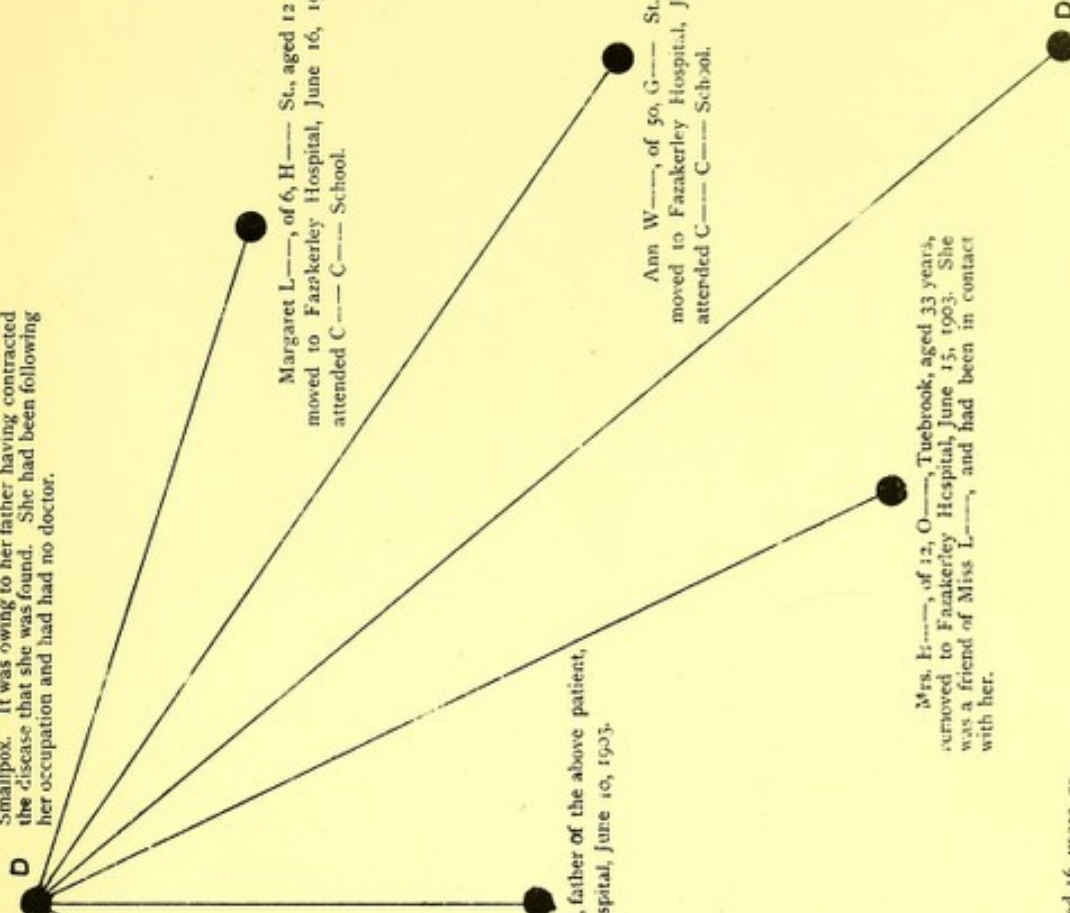 Smallpox. It was owing to her father having contracted
the disease that she was found. She had been following
her occupation and had had no doctor.
D
Margaret L——, of 6, H—— St., aged 12
moved to Fazakerley Hospital, June 16,
attended C—— C—— School.
Ann W——, of 50, G—— St.
moved to Fazakerley Hospital, J
attended C—— C—— School.
D
Mrs. H——, of 12, O——, Tuebrook, aged 33 years,
removed to Fazakerley Hospital, June 15, 1903. She
was a friend of Miss L——, and had been in contact
with her.
, father of the above patient,
spital, June 10, 1903.
16 years